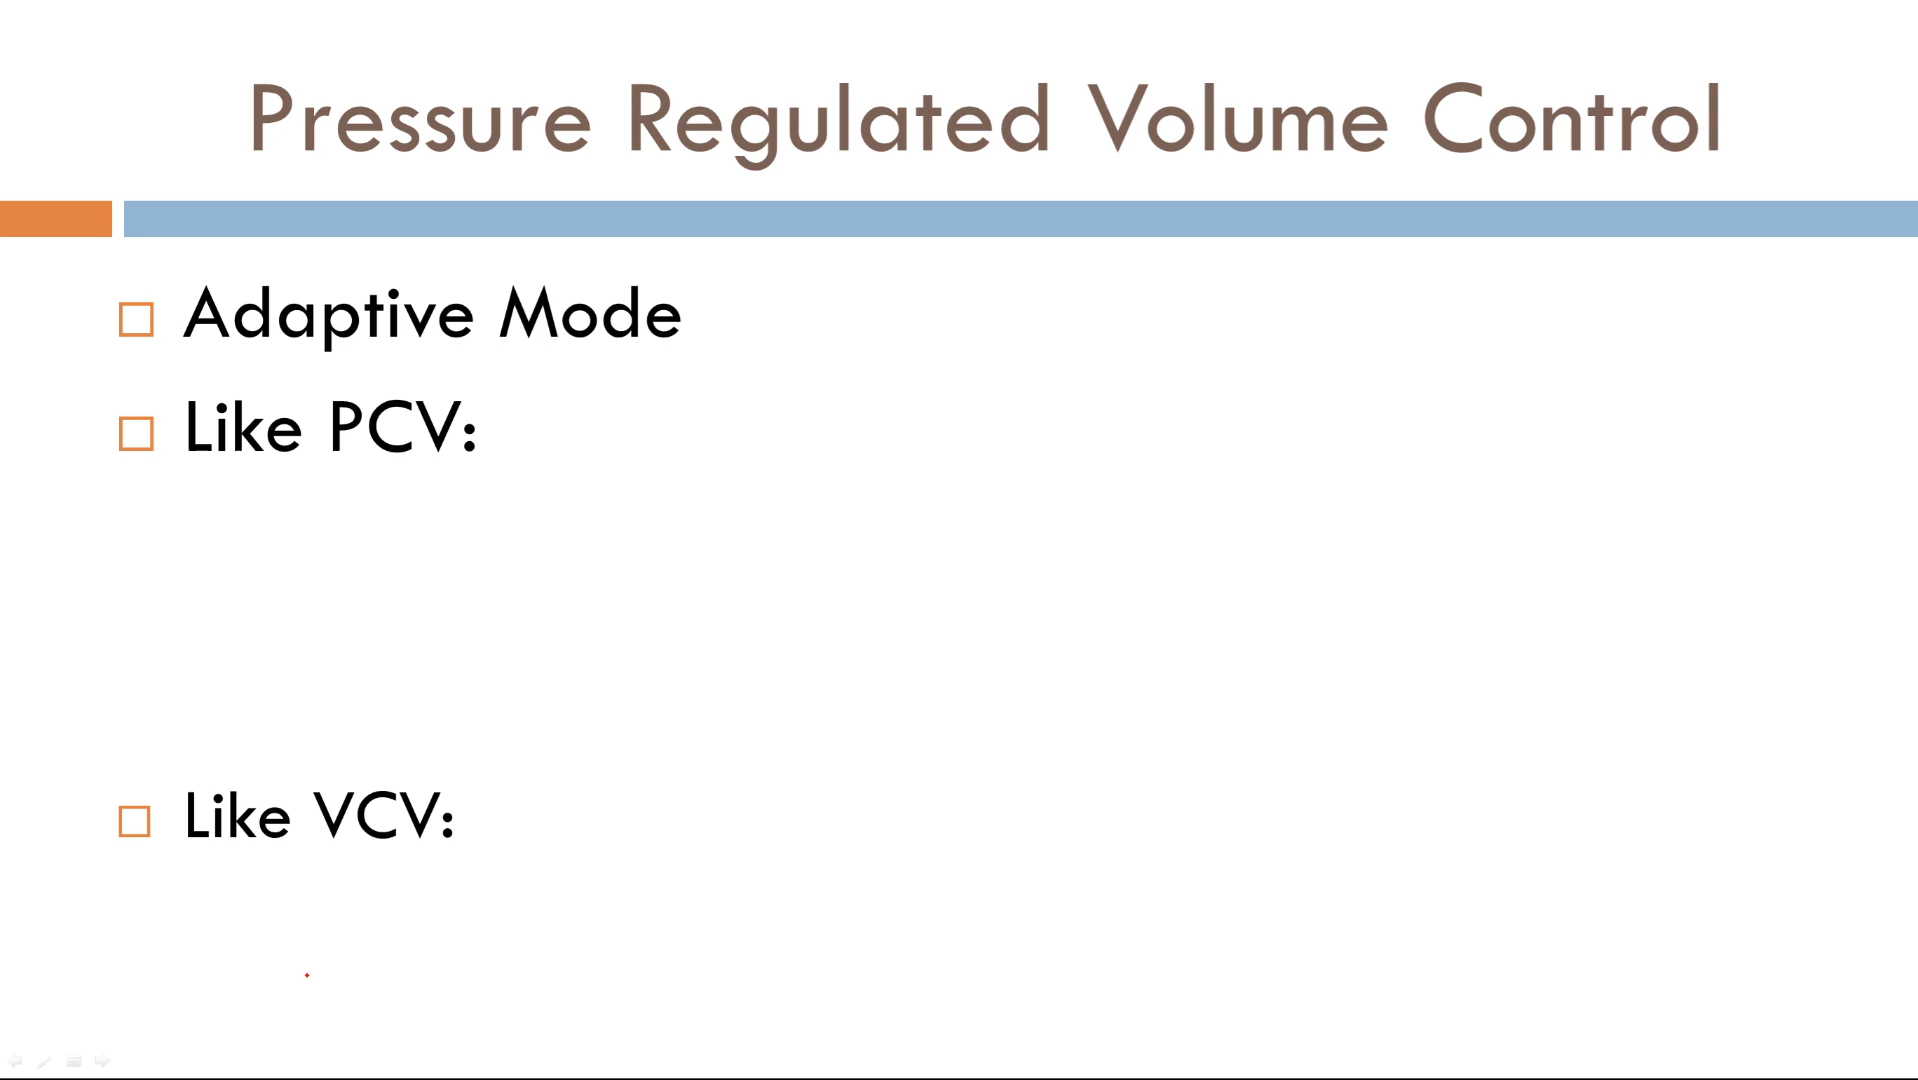 Pressure Regulated Volume Control
Adaptive Mode
Like PCV:
Like VCV: